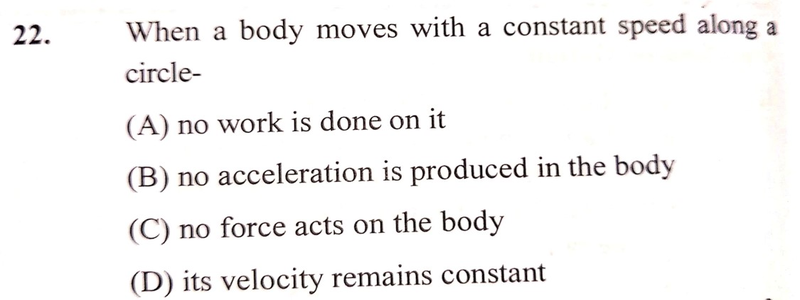 22. When a body moves with a constant speed along a
circle-
(A) no work is done on it
(B) no acceleration is produced in the body
(C) no force acts on the body
(D) its velocity remains constant